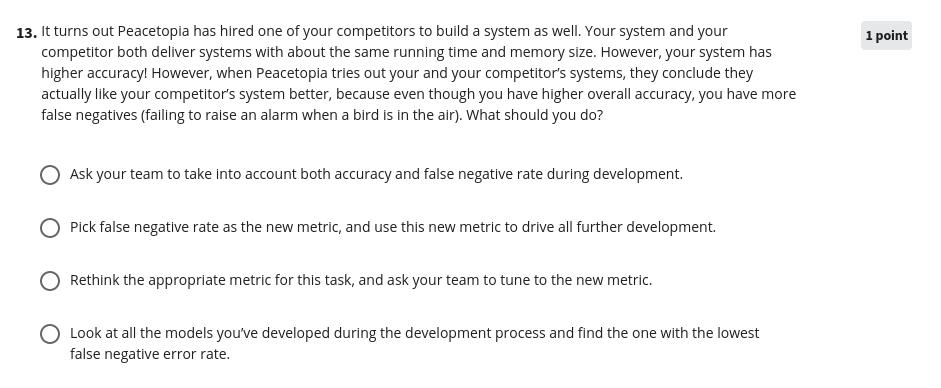 13. It turns out Peacetopia has hired one of your competitors to build a system as well. Your system and your
1 point
competitor both deliver systems with about the same running time and memory size. However, your system has
higher accuracy! However, when Peacetopia tries out your and your competitor's systems, they conclude they
actually like your competitor's system better, because even though you have higher overall accuracy, you have more
false negatives (failing to raise an alarm when a bird is in the air). What should you do?
Ask your team to take into account both accuracy and false negative rate during development.
Pick false negative rate as the new metric, and use this new metric to drive all further development.
Rethink the appropriate metric for this task, and ask your team to tune to the new metric.
Look at all the models you've developed during the development process and find the one with the lowest
false negative error rate.